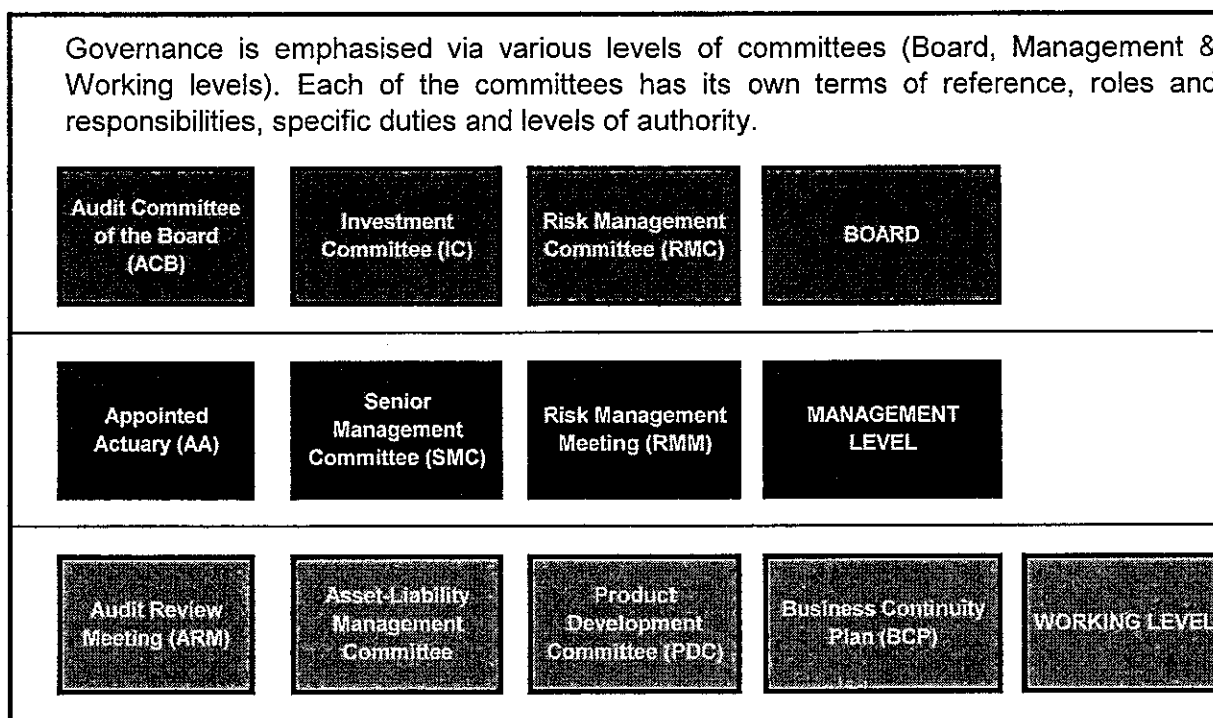 Governance is emphasised via various levels of committees (Board, Management &
Working levels). Each of the committees has its own terms of reference, roles and
responsibilities, specific duties and levels of authority.
Audit Committee
of the Board
(ACB)
Investment
Committee (IC)
Risk Management
Committee (RMC)
BOARD
Appointed
Actuary (AA)
Senior
Management
Committee (SMC)
Risk Management
Meeting (RMM)
MANAGEMENT
LEVEL
Audit Review
Meeting (ARM)
Asset-Liability
Management
Committee
Product
Development
Committee (PDC)
Business Continuity
Plan (BCP)
WORKING LEVEL